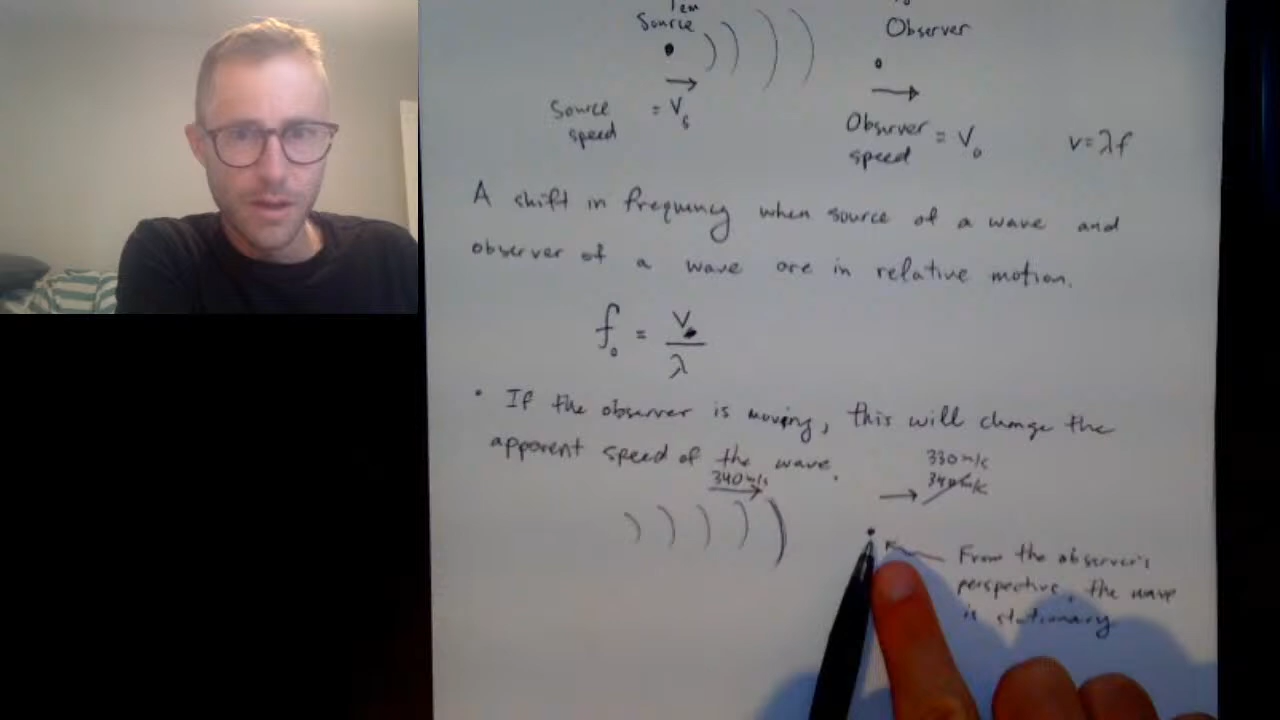 Source
Observer
Source speed = Vs
Observer speed = Vo
v = λf
A shift in frequency when source of a wave and
observer of a wave are in relative motion.
fo = V / λ
• If the observer is moving, this will change the
apparent speed of the wave.
340 m/s
330 m/s
340 m/s
From the observer's
perspective, the wave
is stationary